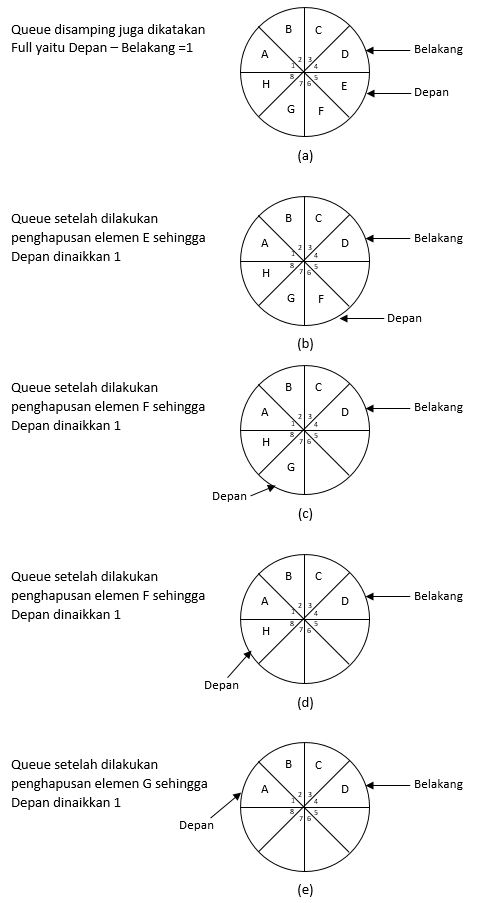 Queue disamping juga dikatakan
Full yaitu Depan – Belakang =1
B C
A D
H E
G F
1 2 3 4
8 7 6 5
Belakang
Depan
(a)
Queue setelah dilakukan
penghapusan elemen E sehingga
Depan dinaikkan 1
B C
A D
H
G F
1 2 3 4
8 7 6 5
Belakang
Depan
(b)
Queue setelah dilakukan
penghapusan elemen F sehingga
Depan dinaikkan 1
B C
A D
H
G
1 2 3 4
8 7 6 5
Belakang
Depan
(c)
Queue setelah dilakukan
penghapusan elemen F sehingga
Depan dinaikkan 1
B C
A D
H
1 2 3 4
8 7 6 5
Belakang
Depan
(d)
Queue setelah dilakukan
penghapusan elemen G sehingga
Depan dinaikkan 1
B C
A D
1 2 3 4
8 7 6 5
Belakang
Depan
(e)